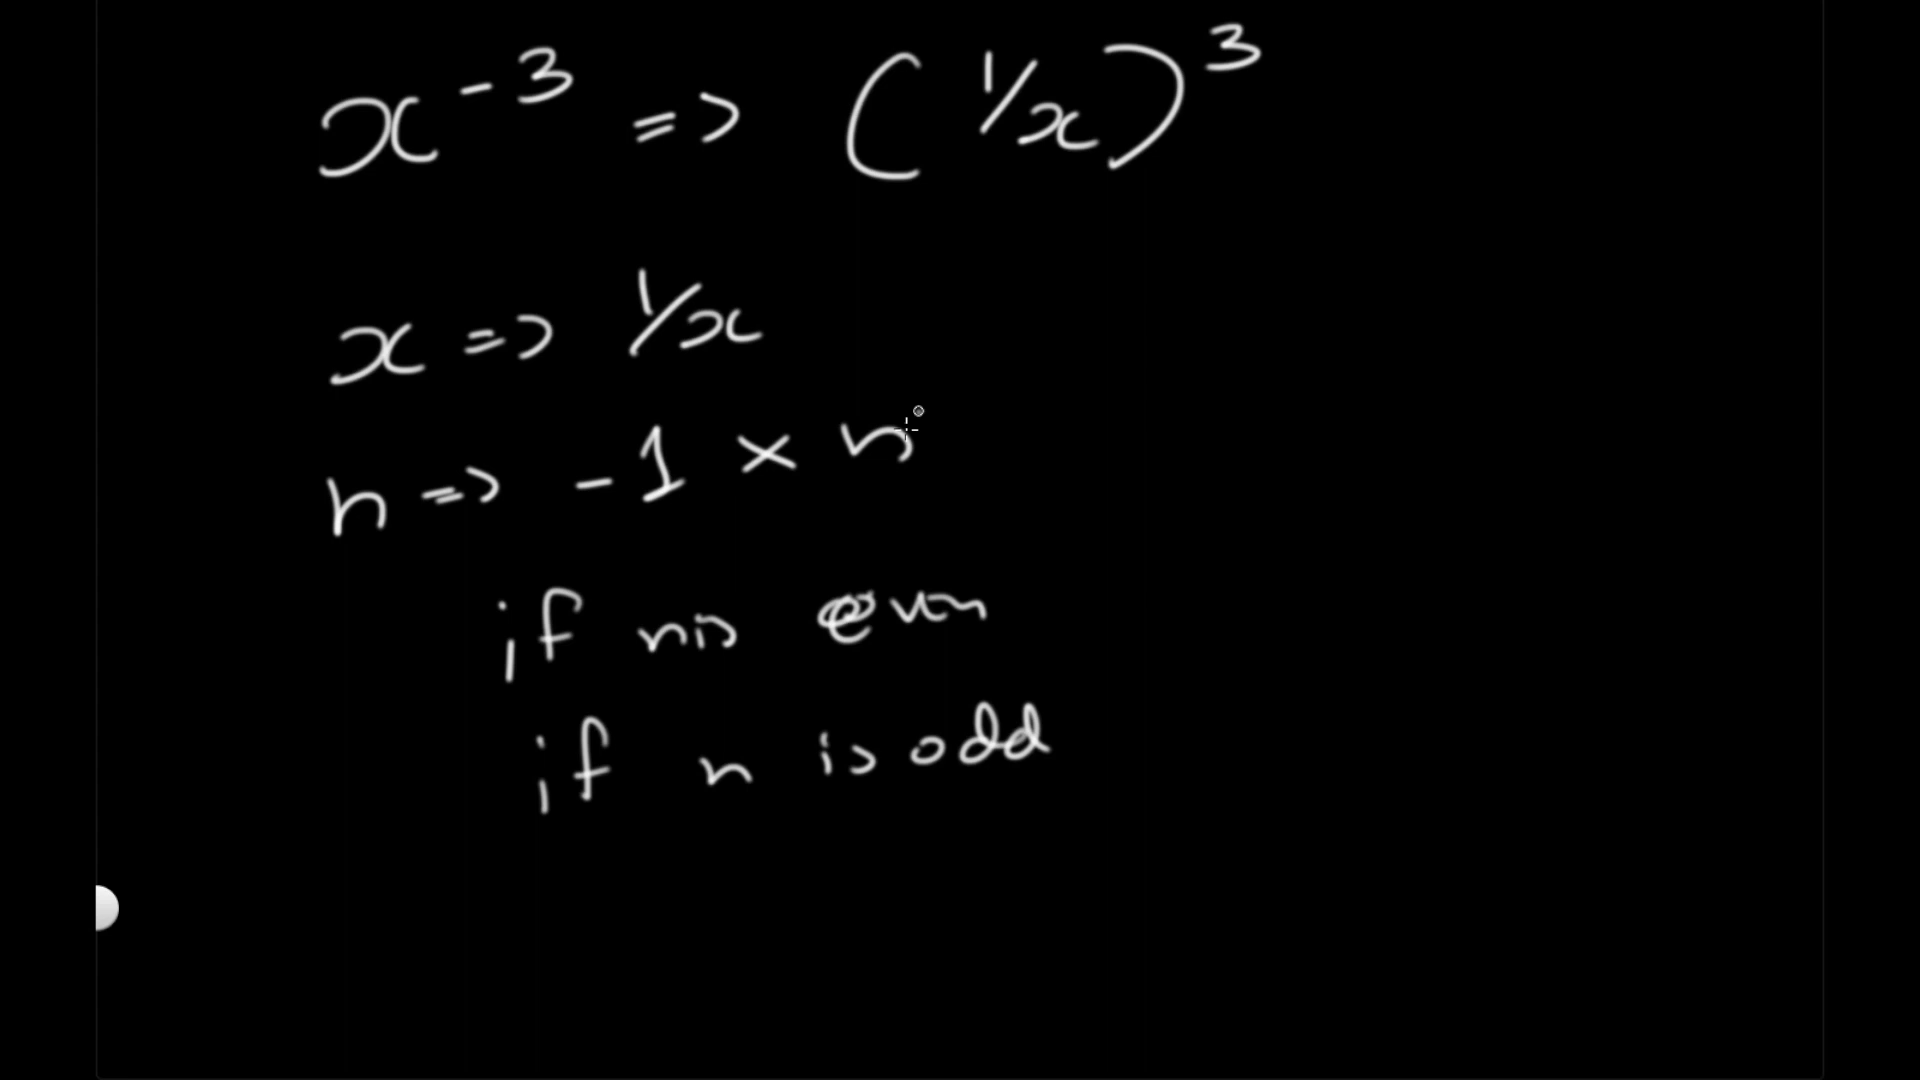 x⁻³ => (1/x)³
x => 1/x
n => -1 × n
if n is even
if n is odd